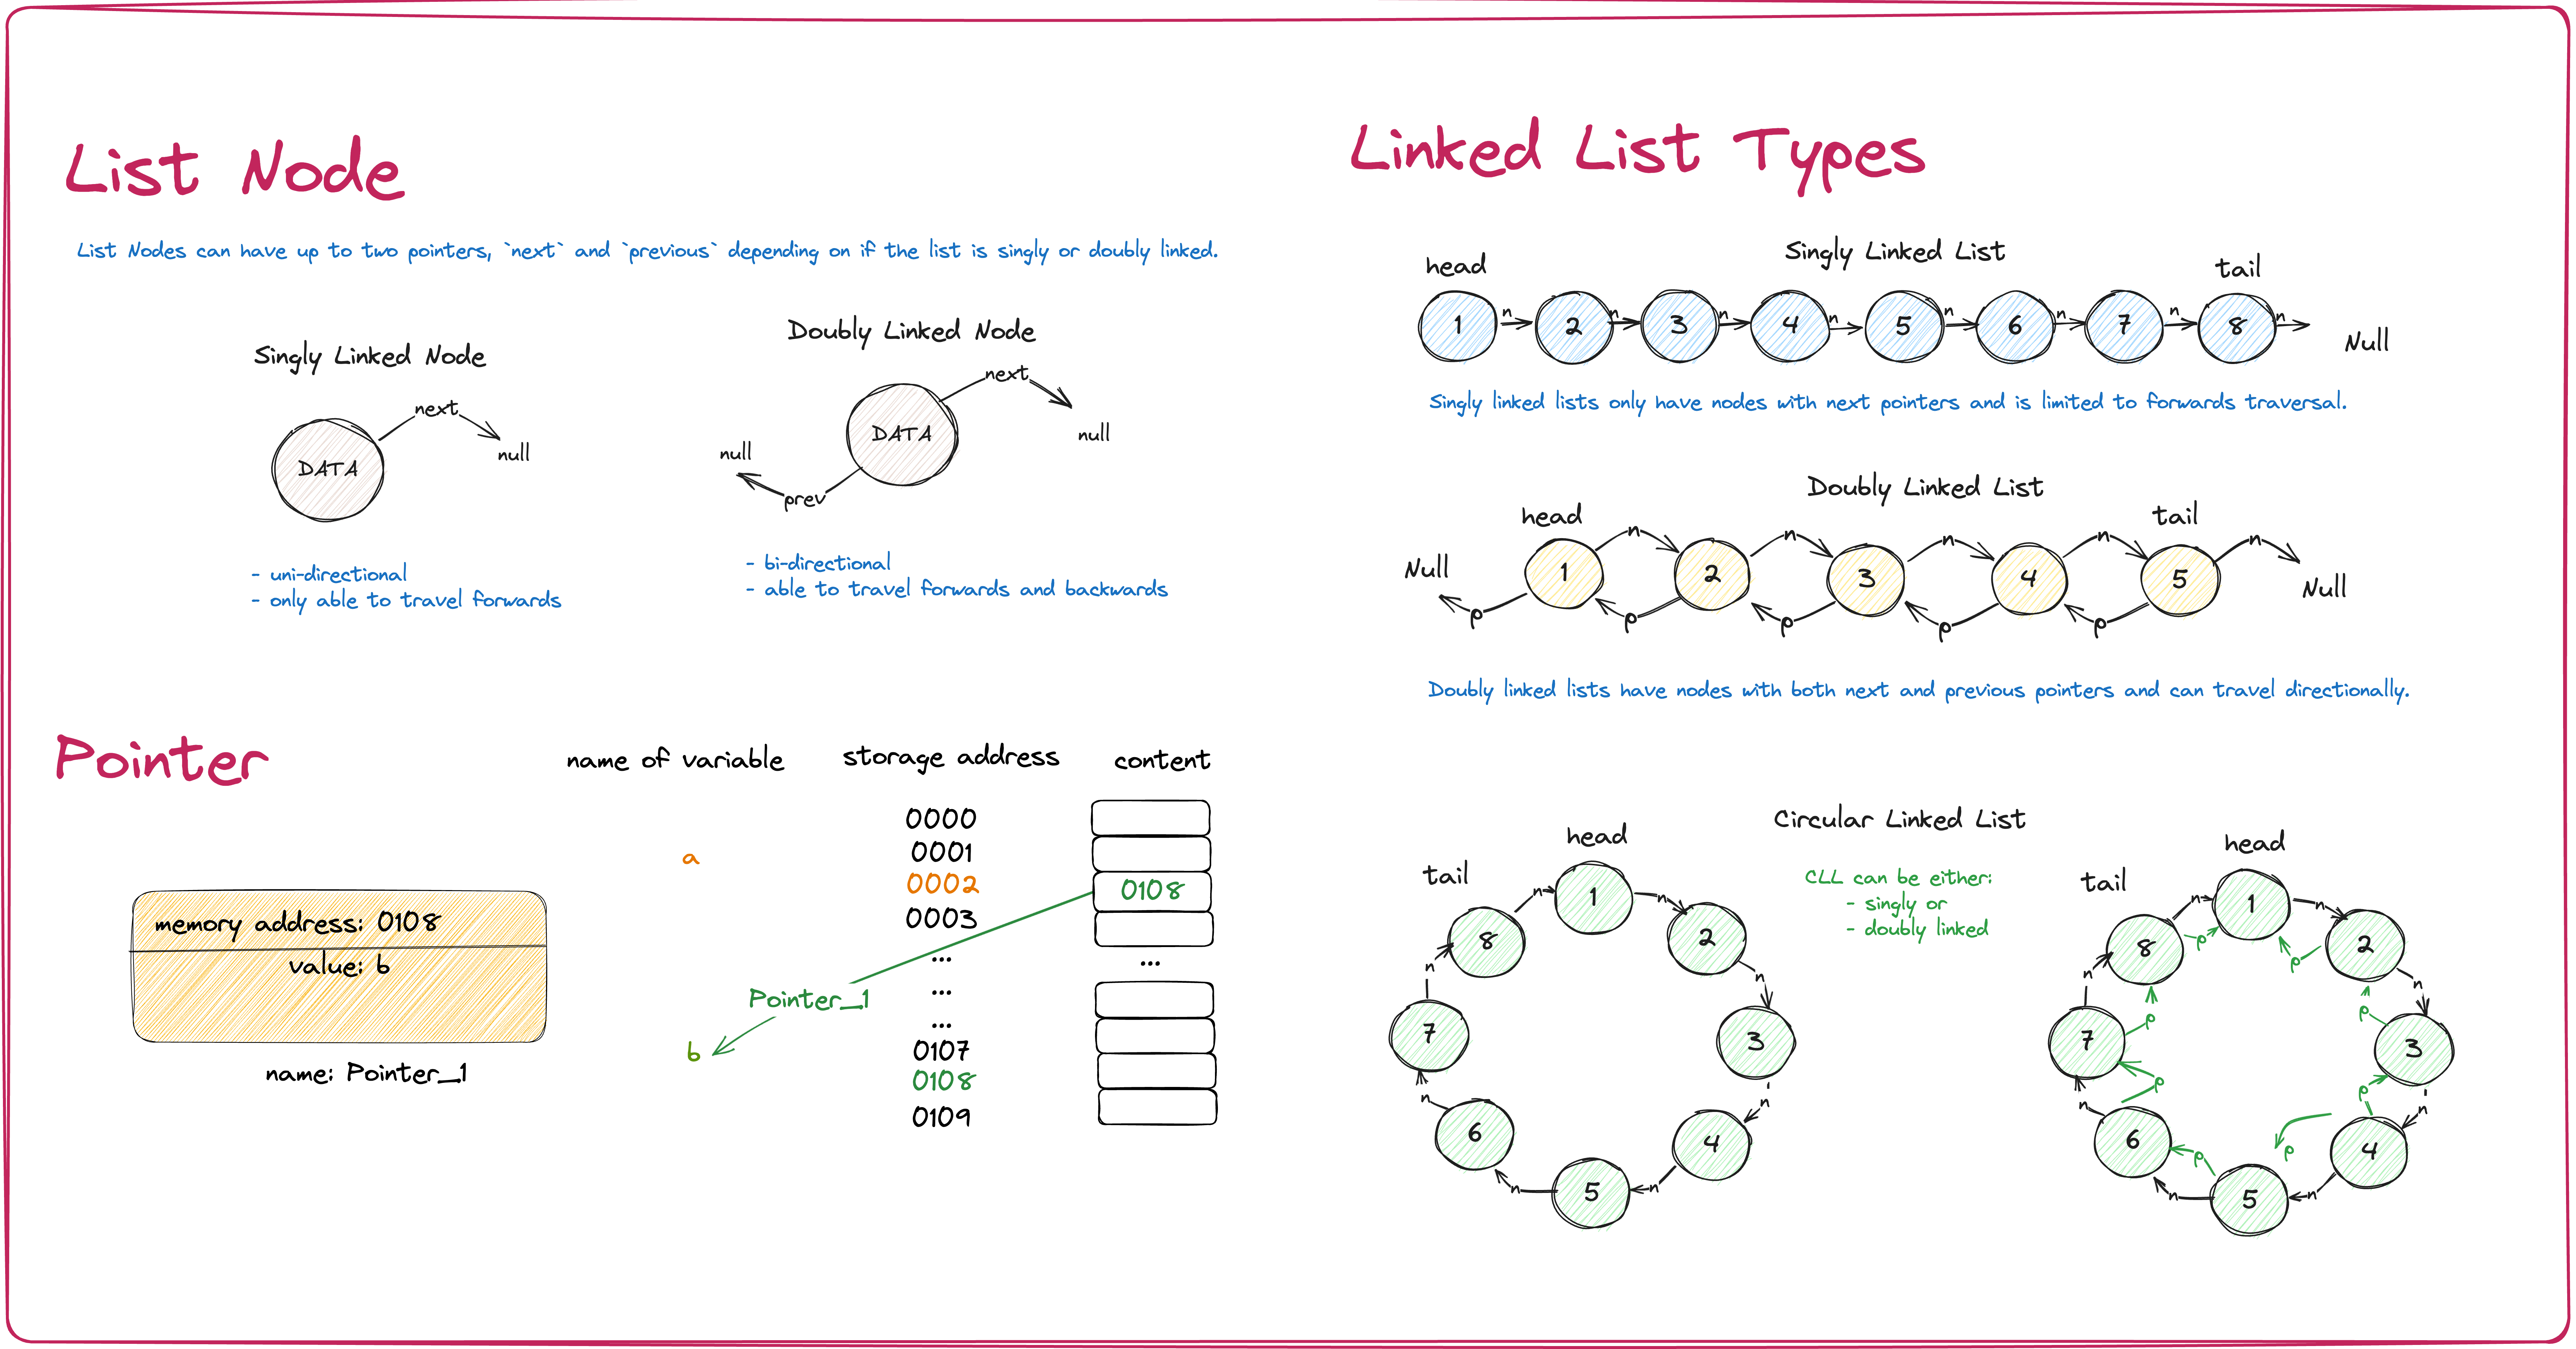 List Node
List Nodes can have up to two pointers, `next` and `previous` depending on if the list is singly or doubly linked.
Singly Linked Node
next
DATA
null
- uni-directional
- only able to travel forwards
Doubly Linked Node
next
DATA
null
null
prev
- bi-directional
- able to travel forwards and backwards
Pointer
memory address: 0108
value: b
name: Pointer_1
name of variable
storage address
content
a
b
Pointer_1
0000
0001
0002
0003
...
...
...
0107
0108
0109
0108
...
Linked List Types
Singly Linked List
head
tail
1 n 2 n 3 n 4 n 5 n 6 n 7 n 8 n
Null
Singly linked lists only have nodes with next pointers and is limited to forwards traversal.
Doubly Linked List
head
tail
n n n n n
Null 1 2 3 4 5 Null
p p p p p
Doubly linked lists have nodes with both next and previous pointers and can travel directionally.
Circular Linked List
CLL can be either:
- singly or
- doubly linked
head
tail
1 n 2 n 3 n 4 n 5 n 6 n 7 n 8 n
head
tail
1 n 2 n 3 n 4 n 5 n 6 n 7 n 8 n
p p p p p p p p